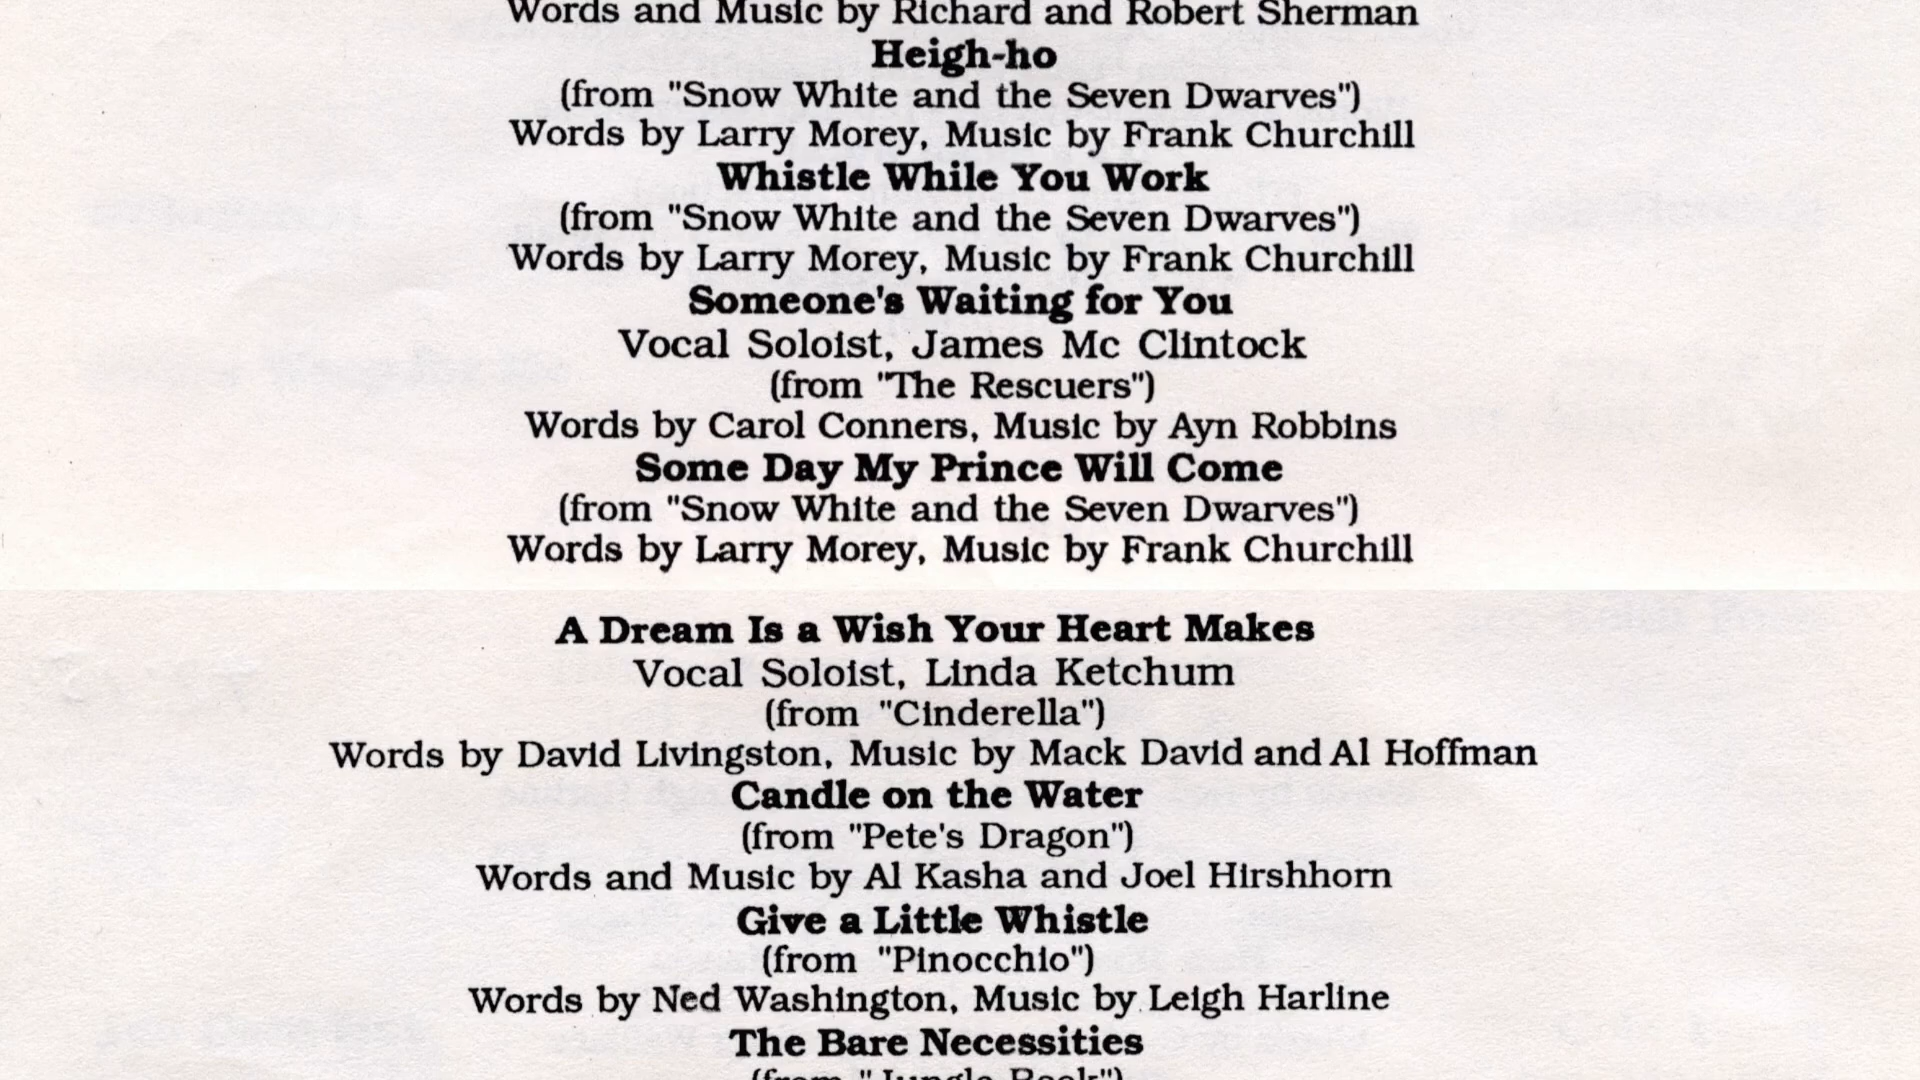 Words and Music by Richard and Robert Sherman
Heigh-ho
(from "Snow White and the Seven Dwarves")
Words by Larry Morey, Music by Frank Churchill
Whistle While You Work
(from "Snow White and the Seven Dwarves")
Words by Larry Morey, Music by Frank Churchill
Someone's Waiting for You
Vocal Soloist, James Mc Clintock
(from "The Rescuers")
Words by Carol Conners, Music by Ayn Robbins
Some Day My Prince Will Come
(from "Snow White and the Seven Dwarves")
Words by Larry Morey, Music by Frank Churchill
A Dream Is a Wish Your Heart Makes
Vocal Soloist, Linda Ketchum
(from "Cinderella")
Words by David Livingston, Music by Mack David and Al Hoffman
Candle on the Water
(from "Pete's Dragon")
Words and Music by Al Kasha and Joel Hirshhorn
Give a Little Whistle
(from "Pinocchio")
Words by Ned Washington, Music by Leigh Harline
The Bare Necessities
(from "Jungle Book")